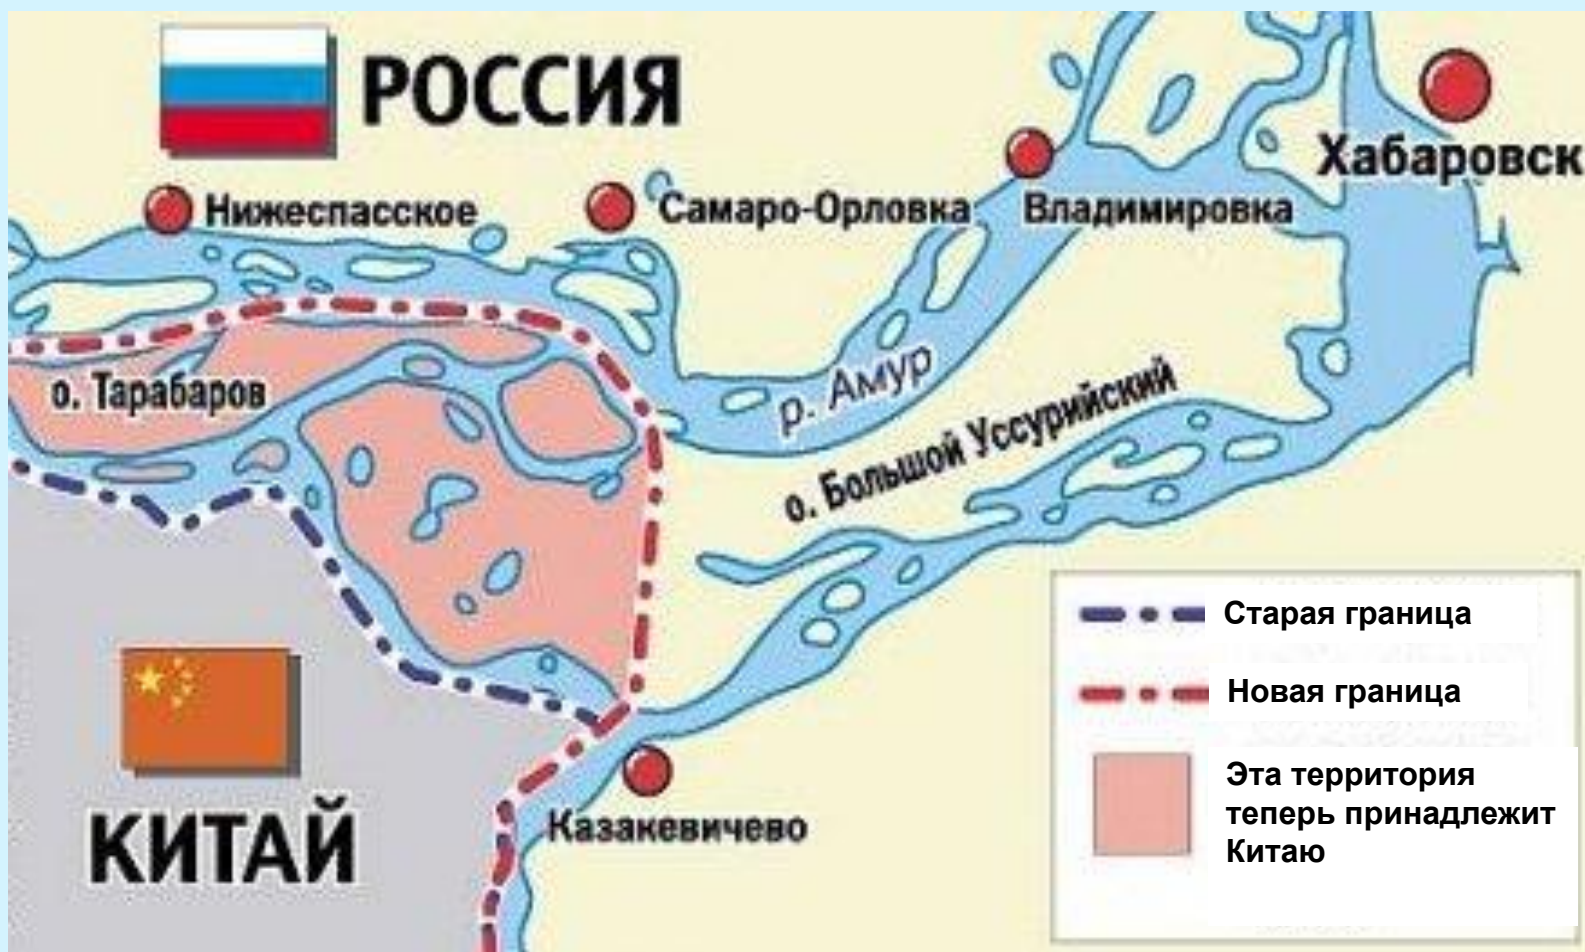 РОССИЯ
Хабаровск
Нижеспасское
Самаро-Орловка
Владимировка
о. Тарабаров
р. Амур
о. Большой Уссурийский
КИТАЙ
Казакевичево
Старая граница
Новая граница
Эта территория
теперь принадлежит
Китаю